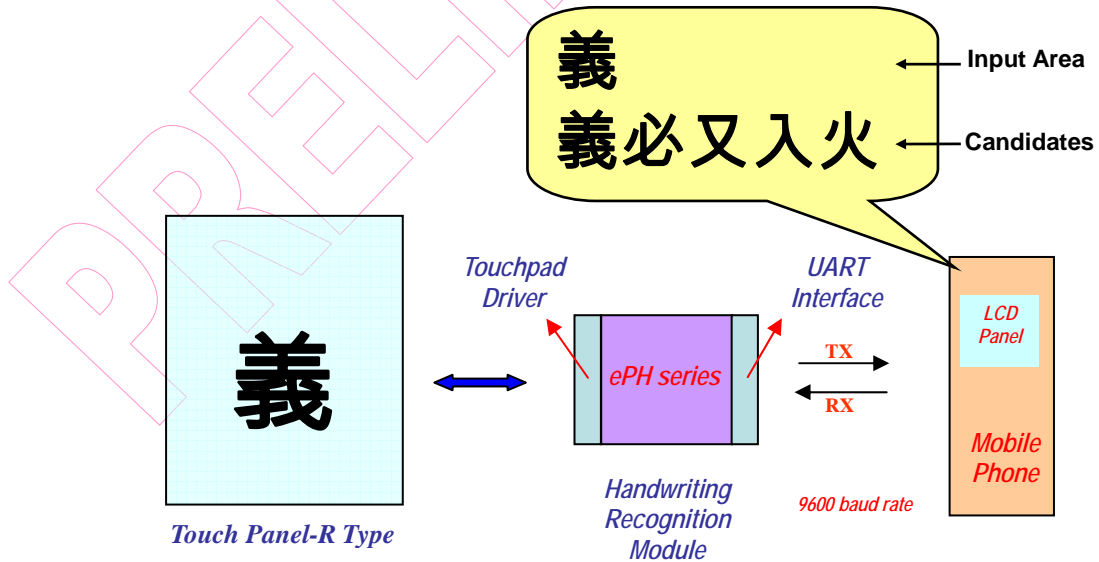 義
Input Area
義必又入火
Candidates
Touchpad
Driver
UART
Interface
LCD
Panel
義
ePH series
TX
RX
Mobile
Phone
Handwriting
Recognition
Module
9600 baud rate
Touch Panel-R Type